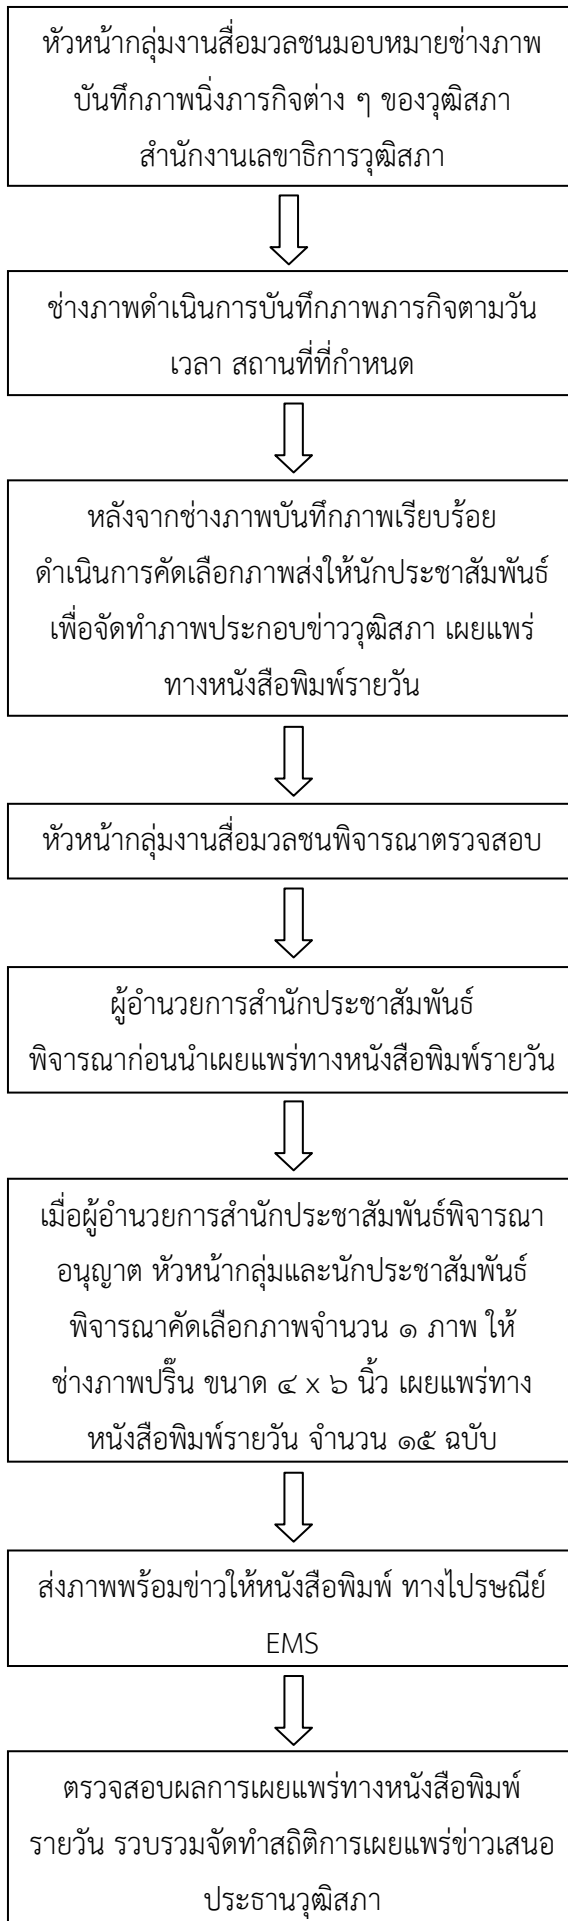 หัวหน้ากลุ่มงานสื่อมวลชนมอบหมายช่างภาพ
บันทึกภาพนิ่งภารกิจต่าง ๆ ของวุฒิสภา
สำนักงานเลขาธิการวุฒิสภา
ช่างภาพดำเนินการบันทึกภาพภารกิจตามวัน
เวลา สถานที่ที่กำหนด
หลังจากช่างภาพบันทึกภาพเรียบร้อย
ดำเนินการคัดเลือกภาพส่งให้นักประชาสัมพันธ์
เพื่อจัดทำภาพประกอบข่าววุฒิสภา เผยแพร่
ทางหนังสือพิมพ์รายวัน
หัวหน้ากลุ่มงานสื่อมวลชนพิจารณาตรวจสอบ
ผู้อำนวยการสำนักประชาสัมพันธ์
พิจารณาก่อนนำเผยแพร่ทางหนังสือพิมพ์รายวัน
เมื่อผู้อำนวยการสำนักประชาสัมพันธ์พิจารณา
อนุญาต หัวหน้ากลุ่มและนักประชาสัมพันธ์
พิจารณาคัดเลือกภาพจำนวน ๑ ภาพ ให้
ช่างภาพปริ๊น ขนาด ๔ x ๖ นิ้ว เผยแพร่ทาง
หนังสือพิมพ์รายวัน จำนวน ๑๕ ฉบับ
ส่งภาพพร้อมข่าวให้หนังสือพิมพ์ ทางไปรษณีย์
EMS
ตรวจสอบผลการเผยแพร่ทางหนังสือพิมพ์
รายวัน รวบรวมจัดทำสถิติการเผยแพร่ข่าวเสนอ
ประธานวุฒิสภา